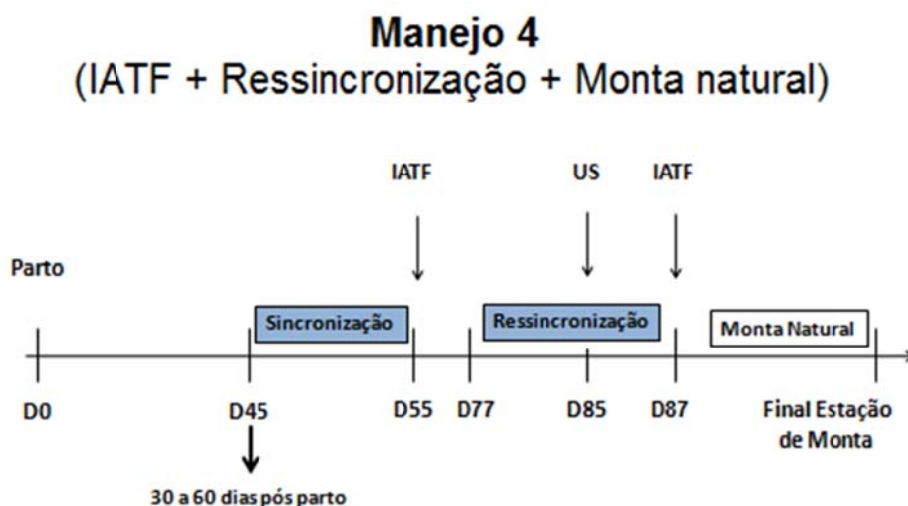 Manejo 4
(IATF + Ressincronização + Monta natural)
IATF US IATF
Parto
Sincronização Ressincronização Monta Natural
D0 D45 D55 D77 D85 D87 Final Estação
de Monta
30 a 60 dias pós parto